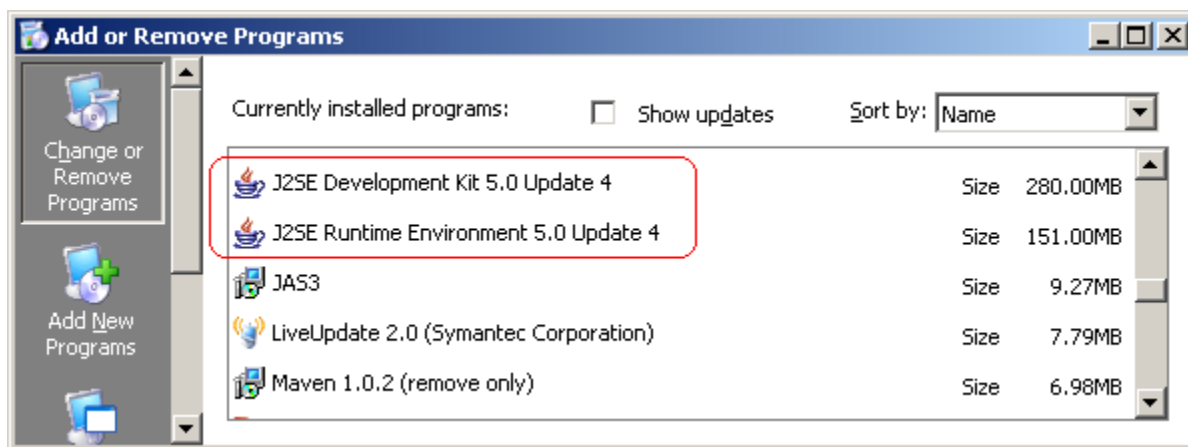 Add or Remove Programs
Change or
Remove
Programs
Add New
Programs
Currently installed programs: Show updates Sort by: Name
J2SE Development Kit 5.0 Update 4 Size 280.00MB
J2SE Runtime Environment 5.0 Update 4 Size 151.00MB
JAS3 Size 9.27MB
LiveUpdate 2.0 (Symantec Corporation) Size 7.79MB
Maven 1.0.2 (remove only) Size 6.98MB